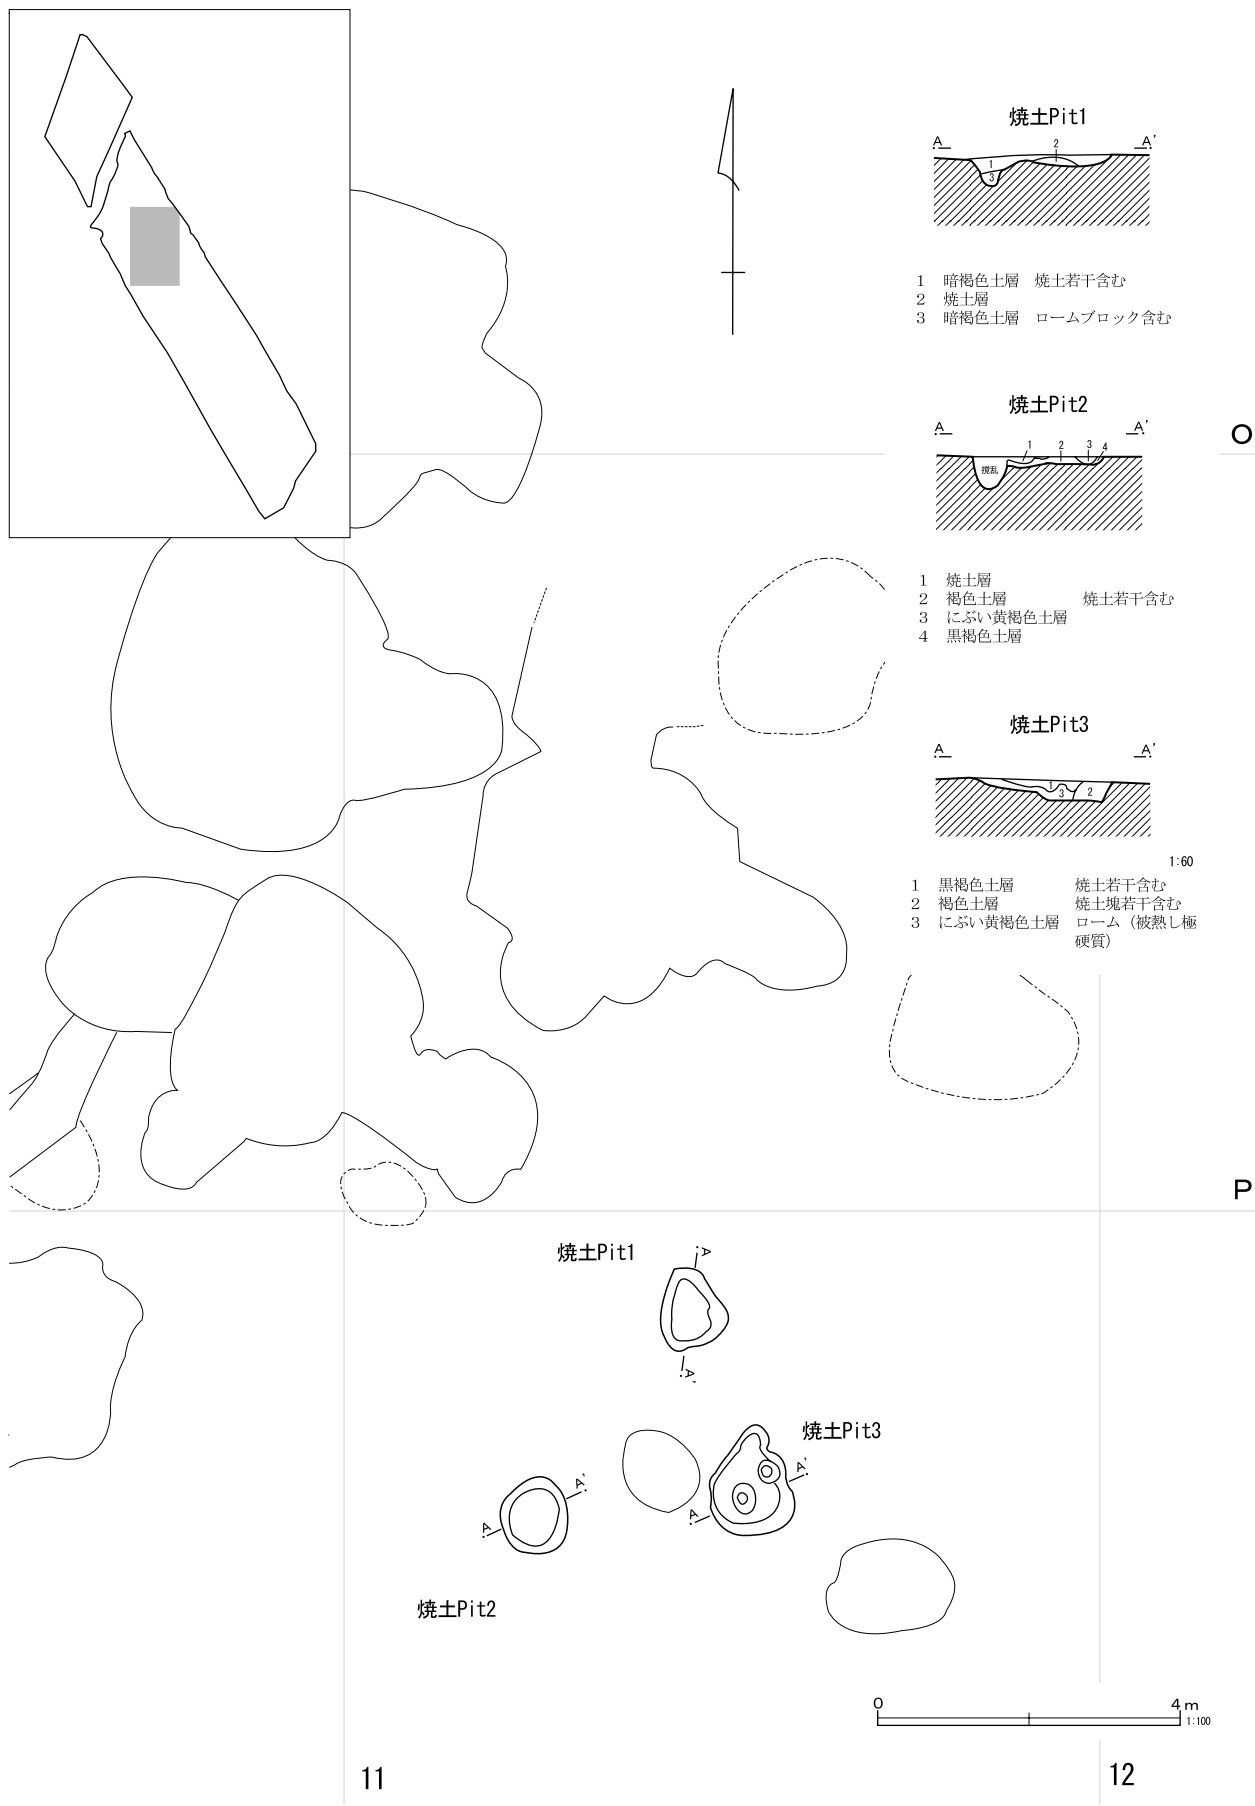 焼土Pit1
A A'
2
1
3
1 暗褐色土層 焼土若干含む
2 焼土層
3 暗褐色土層 ロームブロック含む
焼土Pit2
A A'
O
1 2 3 4
撹乱
1 焼土層
2 褐色土層 焼土若干含む
3 にぶい黄褐色土層
4 黒褐色土層
焼土Pit3
A A'
1 3 2
1:60
1 黒褐色土層 焼土若干含む
2 褐色土層 焼土塊若干含む
3 にぶい黄褐色土層 ローム（被熱し極
硬質）
P
焼土Pit1
A
A'
焼土Pit3
A'
A
A'
A
焼土Pit2
0 4m
1:100
11 12